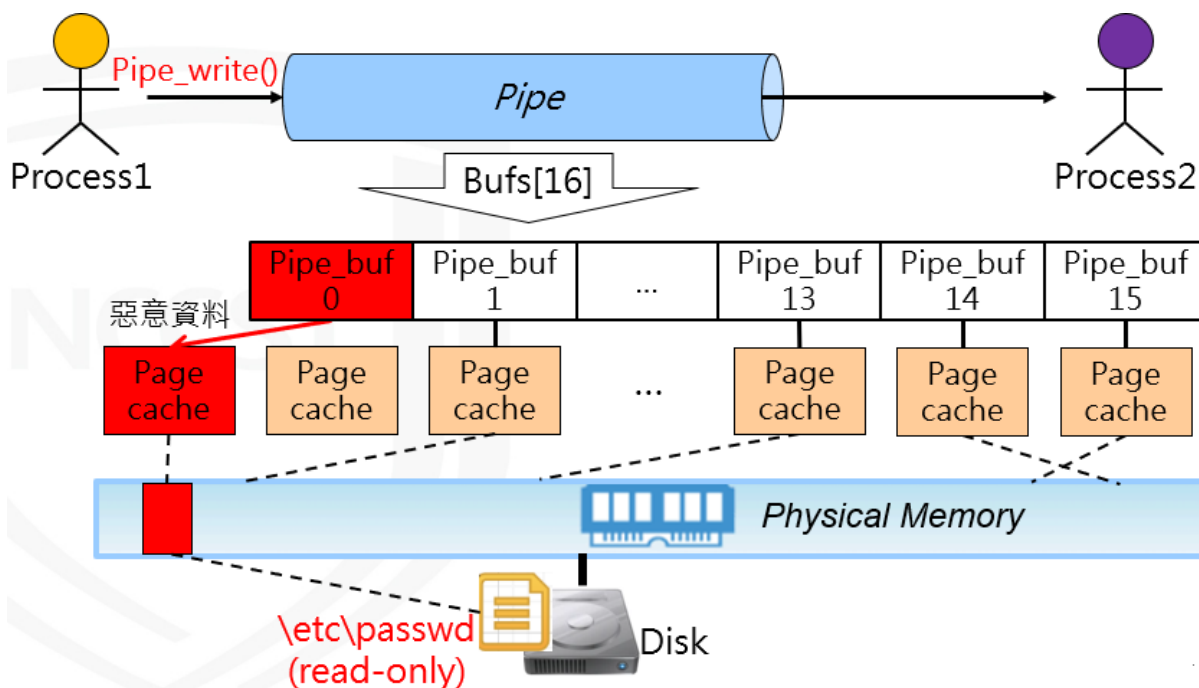 Pipe_write()
Pipe
Process1
Process2
Bufs[16]
Pipe_buf
0
Pipe_buf
1
...
Pipe_buf
13
Pipe_buf
14
Pipe_buf
15
惡意資料
Page
cache
Page
cache
Page
cache
...
Page
cache
Page
cache
Page
cache
Physical Memory
\etc\passwd
(read-only)
Disk